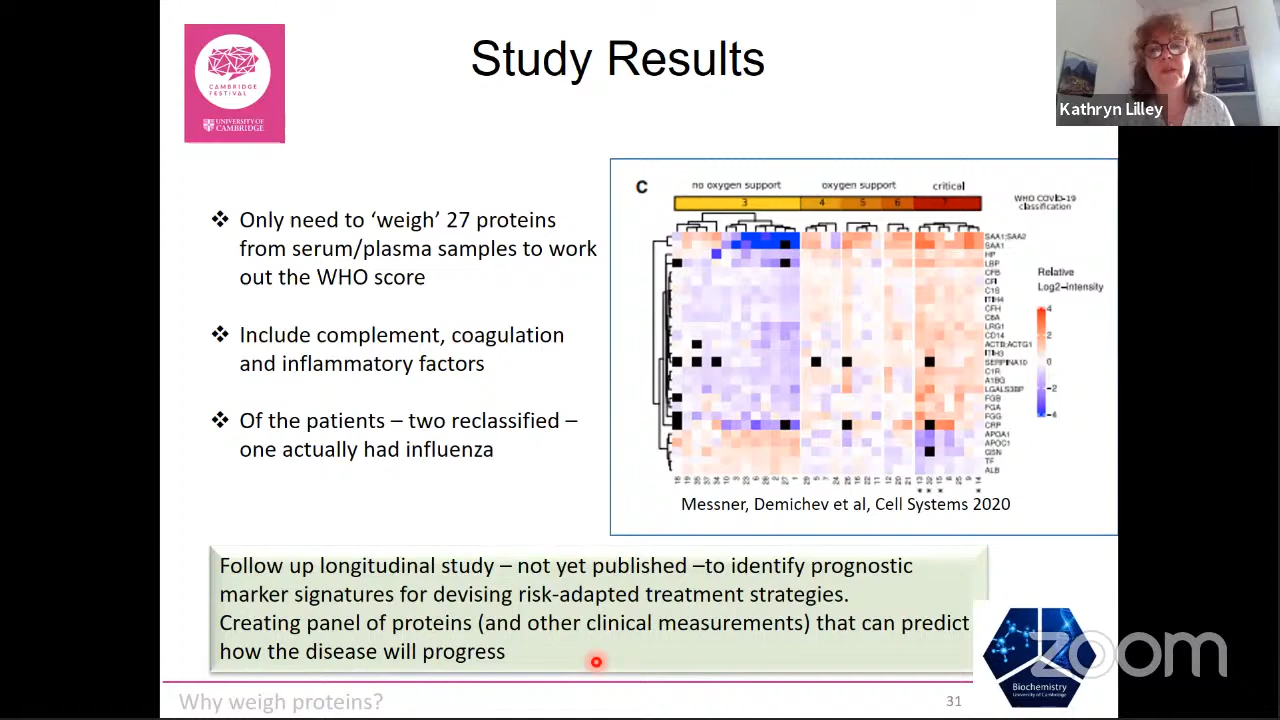 Study Results
CAMBRIDGE
FESTIVAL
UNIVERSITY OF
CAMBRIDGE
Kathryn Lilley
❖ Only need to ‘weigh’ 27 proteins
from serum/plasma samples to work
out the WHO score
❖ Include complement, coagulation
and inflammatory factors
❖ Of the patients – two reclassified –
one actually had influenza
C
no oxygen support oxygen support critical
3 4 5 6 7
WHO COVID-19
classification
SAA1;SAA2
SAA1
HP
LBP
CFB
CFI
C1S
ITIH4
CFH
C8A
LRG1
CD14
ACTB;ACTG1
ITIH3
SERPINA10
C1R
A1BG
LGALS3BP
FGB
FGA
FGG
CRP
APOA1
APOC1
GSN
TF
ALB
Relative
Log2-intensity
4
2
0
−2
−4
Messner, Demichev et al, Cell Systems 2020
Follow up longitudinal study – not yet published –to identify prognostic
marker signatures for devising risk-adapted treatment strategies.
Creating panel of proteins (and other clinical measurements) that can predict
how the disease will progress
Why weigh proteins?
31
Biochemistry
University of Cambridge
zoom